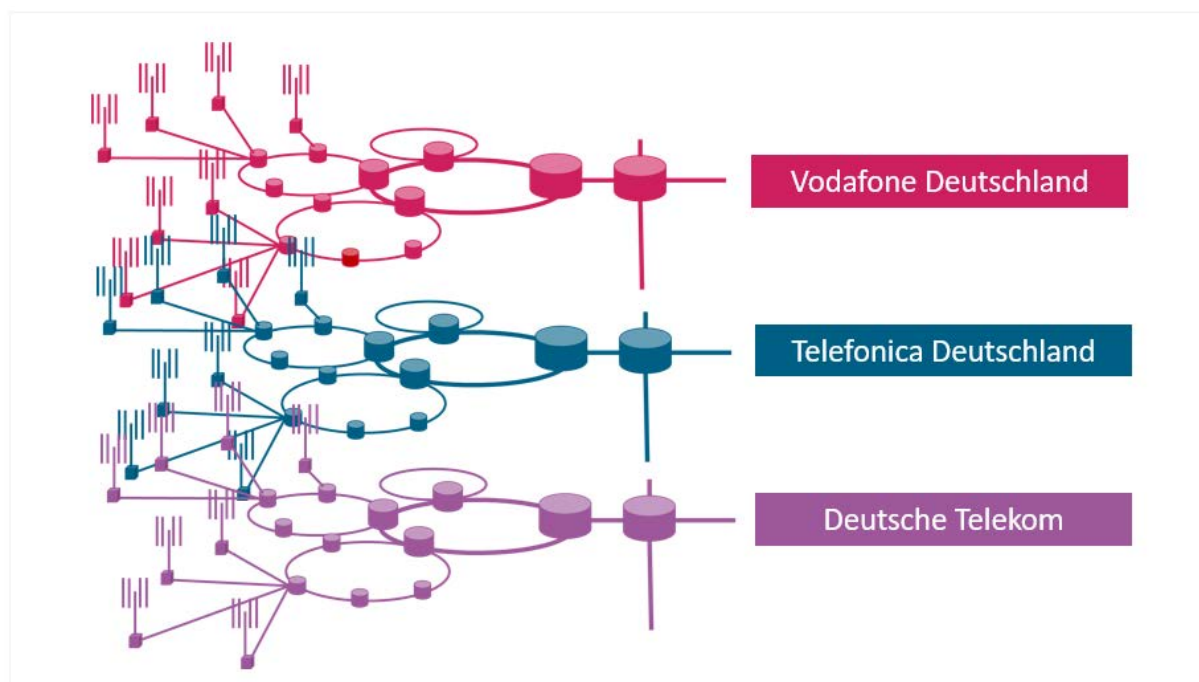 Vodafone Deutschland
Telefonica Deutschland
Deutsche Telekom